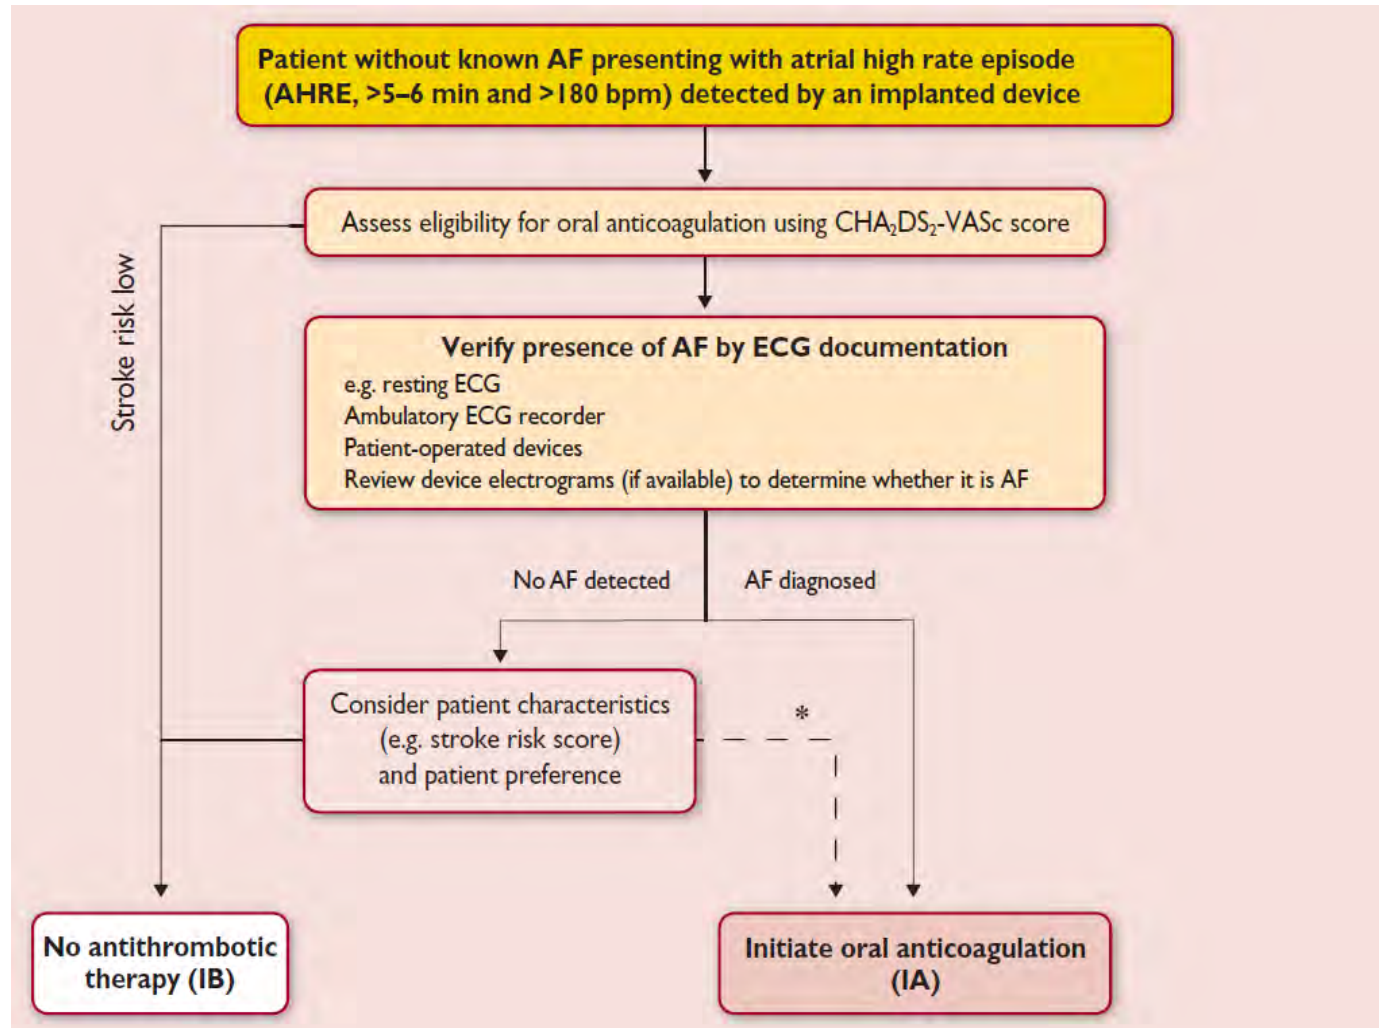 Patient without known AF presenting with atrial high rate episode
(AHRE, >5–6 min and >180 bpm) detected by an implanted device
Assess eligibility for oral anticoagulation using CHA₂DS₂-VASc score
Stroke risk low
Verify presence of AF by ECG documentation
e.g. resting ECG
Ambulatory ECG recorder
Patient-operated devices
Review device electrograms (if available) to determine whether it is AF
No AF detected
AF diagnosed
Consider patient characteristics
(e.g. stroke risk score)
and patient preference
*
No antithrombotic
therapy (IB)
Initiate oral anticoagulation
(IA)